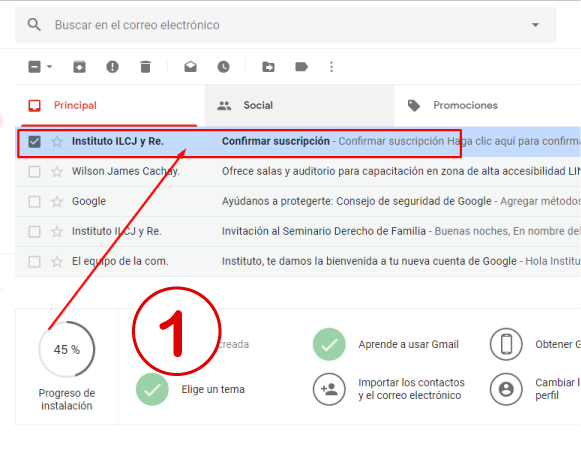 Buscar en el correo electrónico
Principal Social Promociones
Instituto ILCJ y Re. Confirmar suscripción - Confirmar suscripción Haga clic aquí para confirma
Wilson James Cachay. Ofrece salas y auditorio para capacitación en zona de alta accesibilidad LIN
Google Ayúdanos a protegerte: Consejo de seguridad de Google - Agregar métodos
Instituto ILCJ y Re. Invitación al Seminario Derecho de Familia - Buenas noches, En nombre del
El equipo de la com. Instituto, te damos la bienvenida a tu nueva cuenta de Google - Hola Institu
1
45 %
Progreso de
instalación
creada
Aprende a usar Gmail
Obtener G
Elige un tema
Importar los contactos
y el correo electrónico
Cambiar
perfil